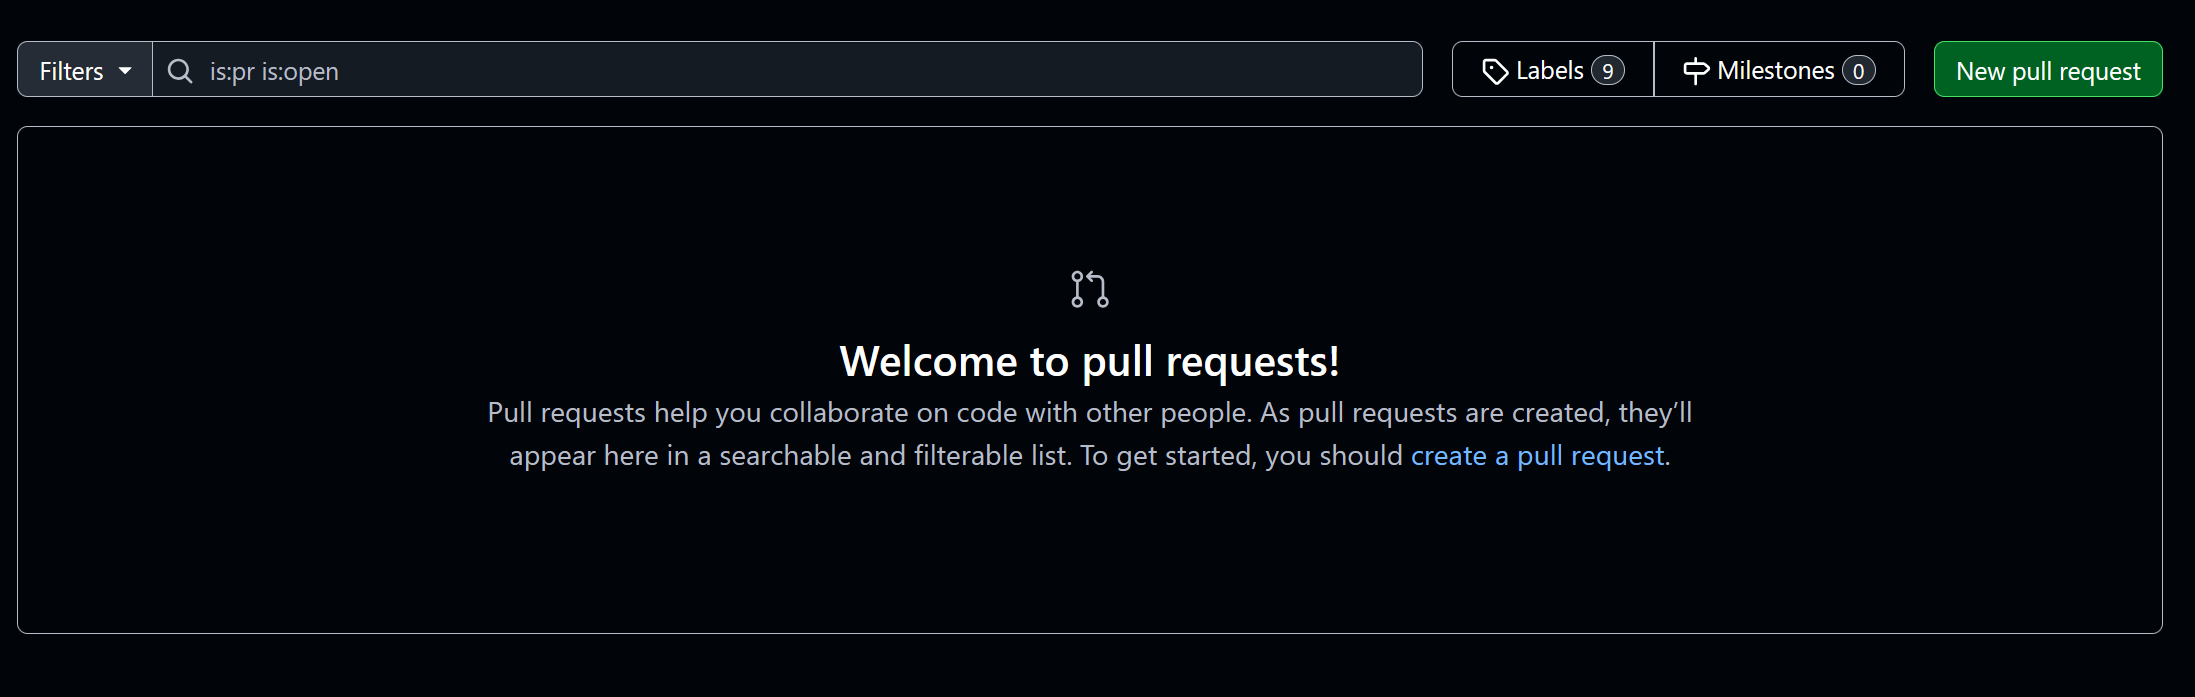 Filters
is:pr is:open
Labels 9
Milestones 0
New pull request
Welcome to pull requests!
Pull requests help you collaborate on code with other people. As pull requests are created, they’ll
appear here in a searchable and filterable list. To get started, you should create a pull request.